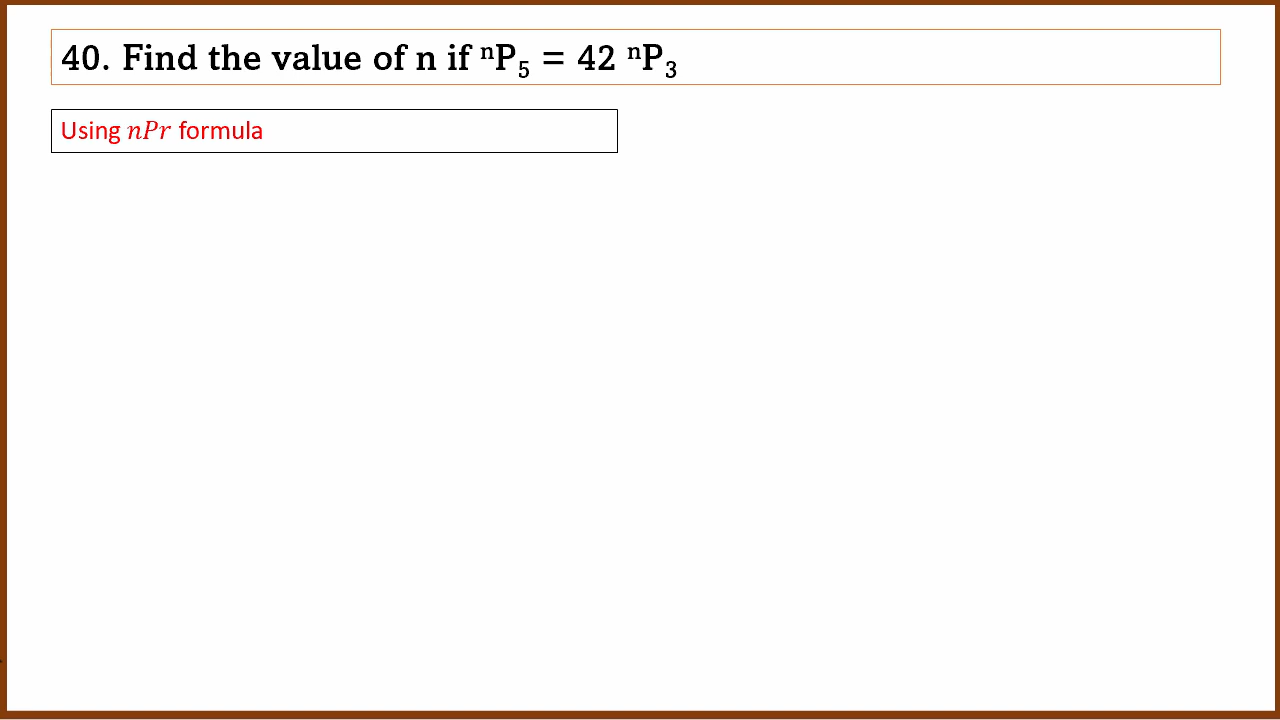 40. Find the value of n if ⁿP₅ = 42 ⁿP₃
Using nPr formula